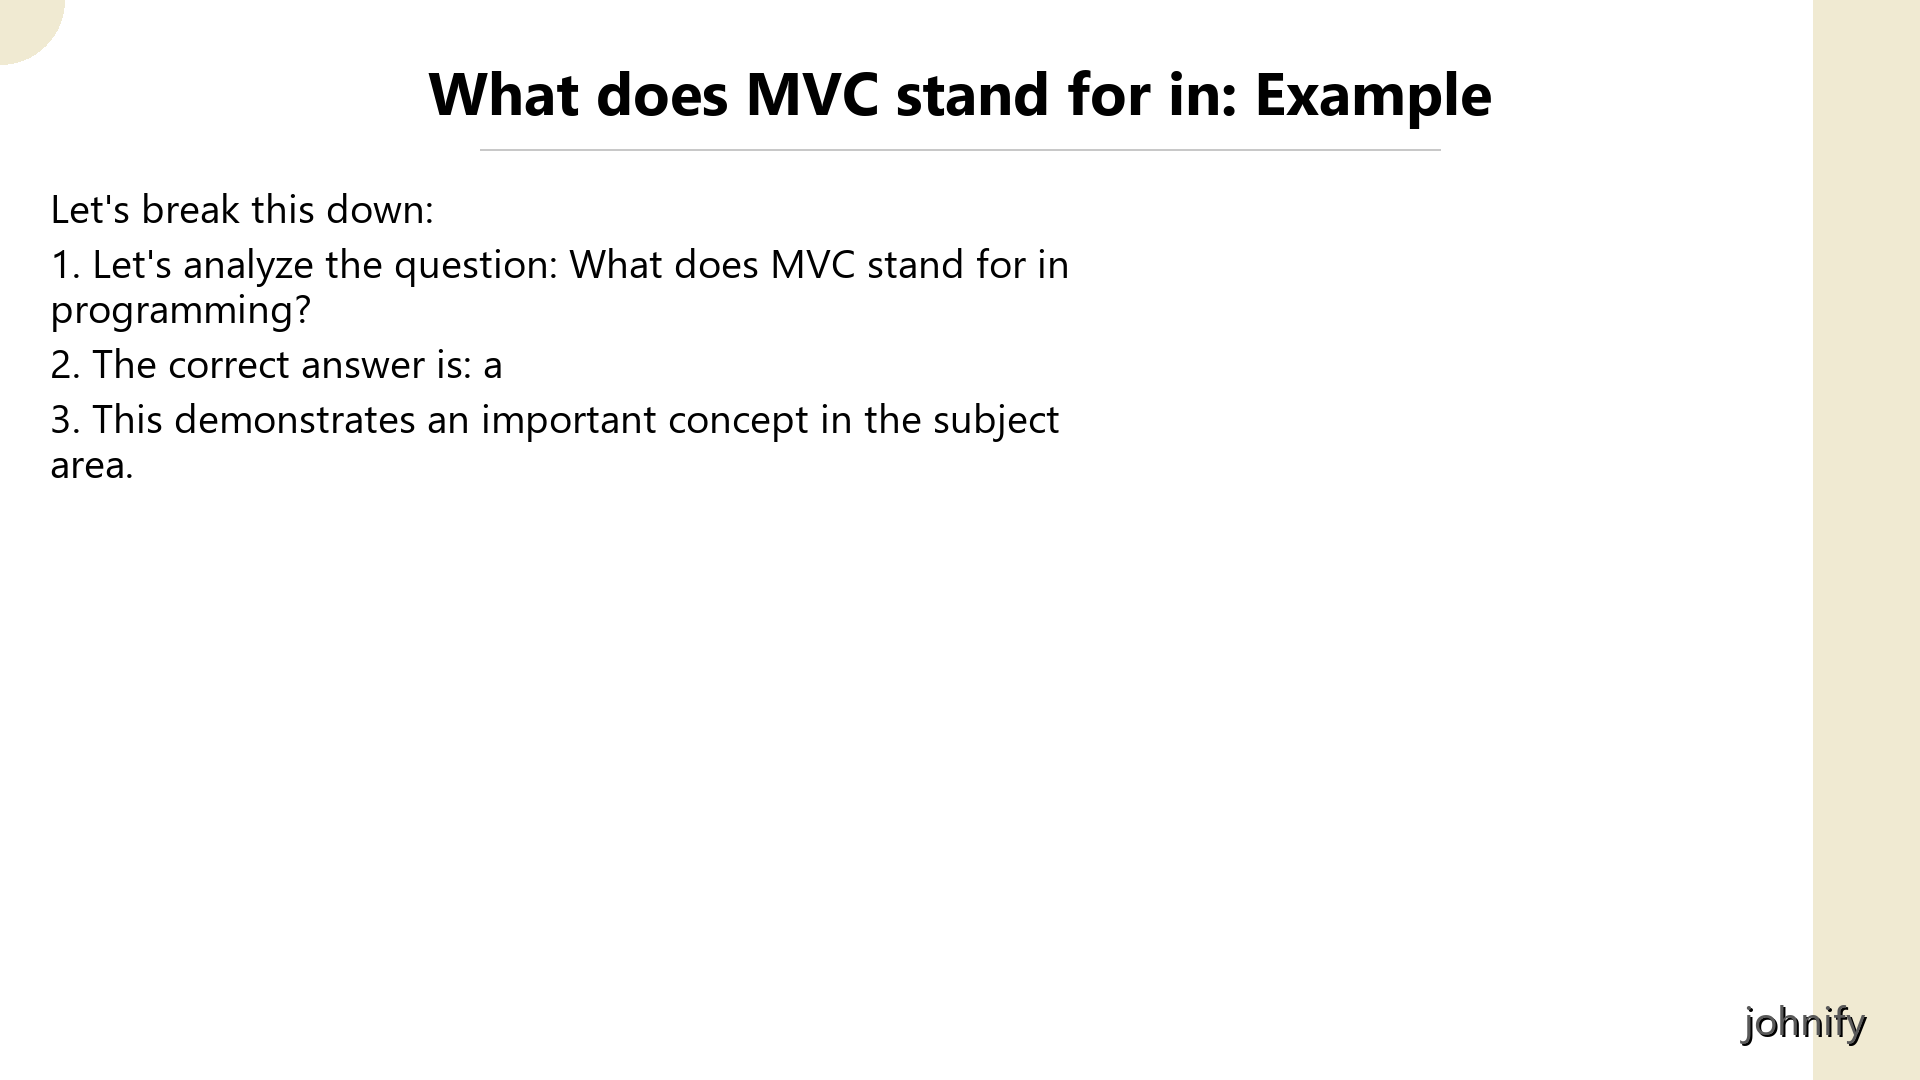 What does MVC stand for in: Example
Let's break this down:
1. Let's analyze the question: What does MVC stand for in
programming?
2. The correct answer is: a
3. This demonstrates an important concept in the subject
area.
johnify